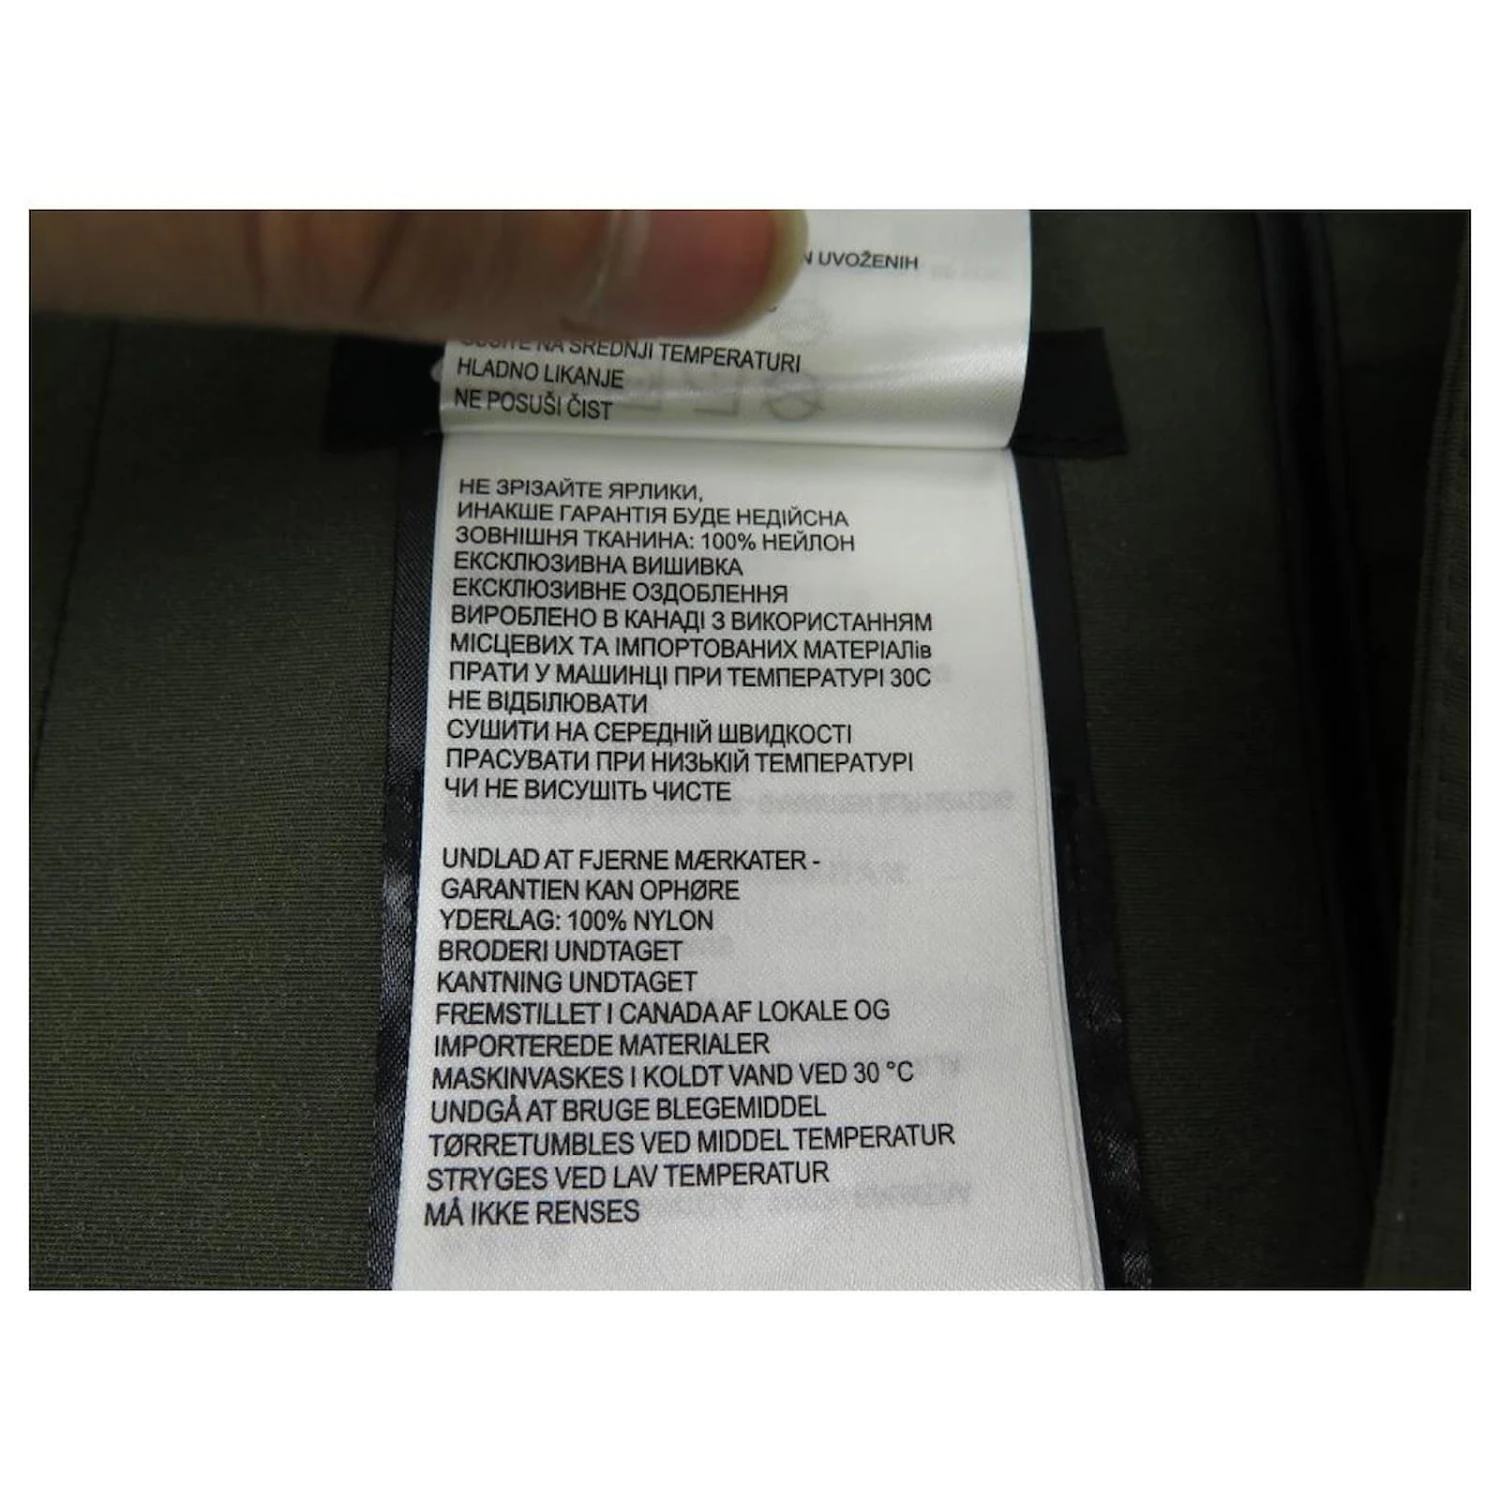 UVOŽENIH
NA SREDNJI TEMPERATURI
HLADNO LIKANJE
NE POSUŠI ČIST
НЕ ЗРІЗАЙТЕ ЯРЛИКИ,
ИНАКШЕ ГАРАНТІЯ БУДЕ НЕДІЙСНА
ЗОВНІШНЯ ТКАНИНА: 100% НЕЙЛОН
ЕКСКЛЮЗИВНА ВИШИВКА
ЕКСКЛЮЗИВНЕ ОЗДОБЛЕННЯ
ВИРОБЛЕНО В КАНАДІ З ВИКОРИСТАННЯМ
МІСЦЕВИХ ТА ІМПОРТОВАНИХ МАТЕРІАЛів
ПРАТИ У МАШИНЦІ ПРИ ТЕМПЕРАТУРІ 30С
НЕ ВІДБІЛЮВАТИ
СУШИТИ НА СЕРЕДНІЙ ШВИДКОСТІ
ПРАСУВАТИ ПРИ НИЗЬКІЙ ТЕМПЕРАТУРІ
ЧИ НЕ ВИСУШІТЬ ЧИСТЕ
UNDLAD AT FJERNE MÆRKATER -
GARANTIEN KAN OPHØRE
YDERLAG: 100% NYLON
BRODERI UNDTAGET
KANTNING UNDTAGET
FREMSTILLET I CANADA AF LOKALE OG
IMPORTEREDE MATERIALER
MASKINVASKES I KOLDT VAND VED 30 °C
UNDGÅ AT BRUGE BLEGEMIDDEL
TØRRETUMBLES VED MIDDEL TEMPERATUR
STRYGES VED LAV TEMPERATUR
MÅ IKKE RENSES